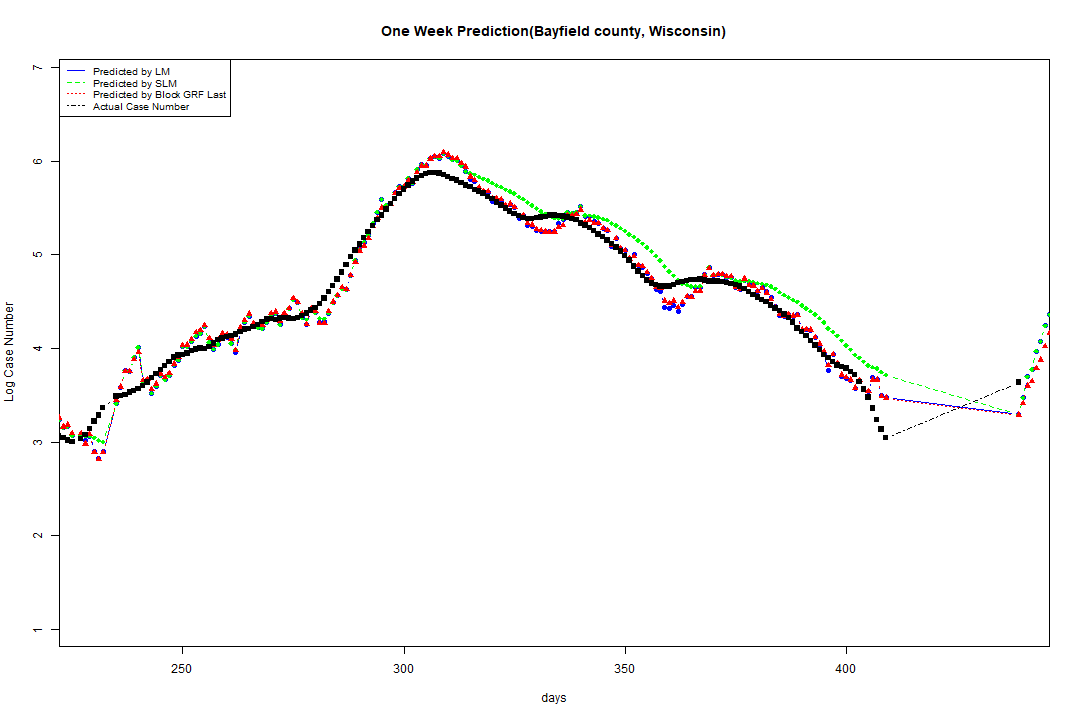 One Week Prediction(Bayfield county, Wisconsin)
7
Predicted by LM
Predicted by SLM
Predicted by Block GRF Last
Actual Case Number
6
5
4
3
2
1
Log Case Number
250
300
350
400
days